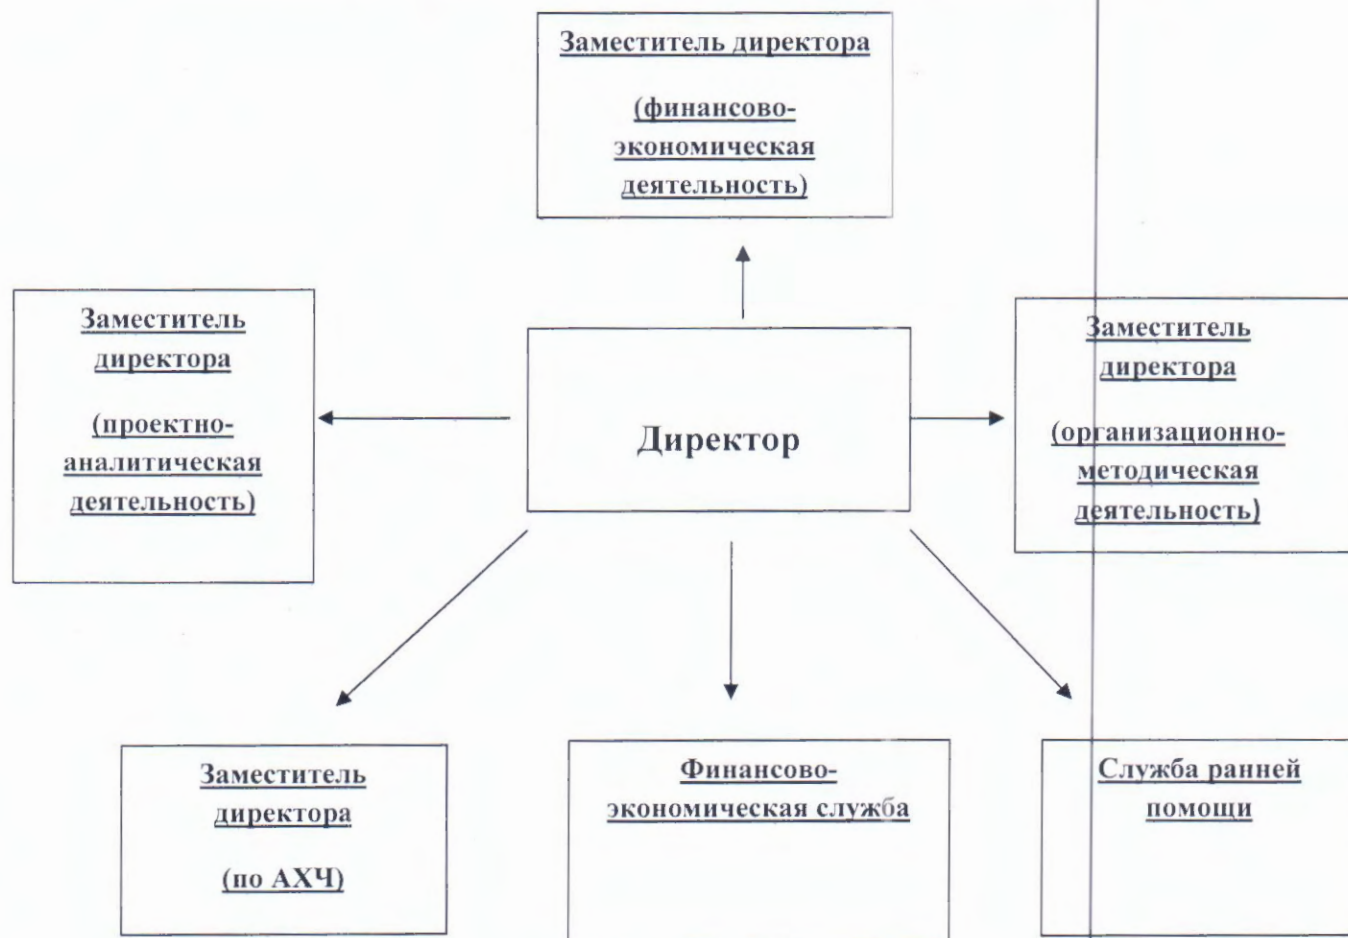 Заместитель директора
(финансово-
экономическая
деятельность)
Заместитель
директора
(проектно-
аналитическая
деятельность)
Директор
Заместитель
директора
(организационно-
методическая
деятельность)
Заместитель
директора
(по АХЧ)
Финансово-
экономическая служба
Служба ранней
помощи